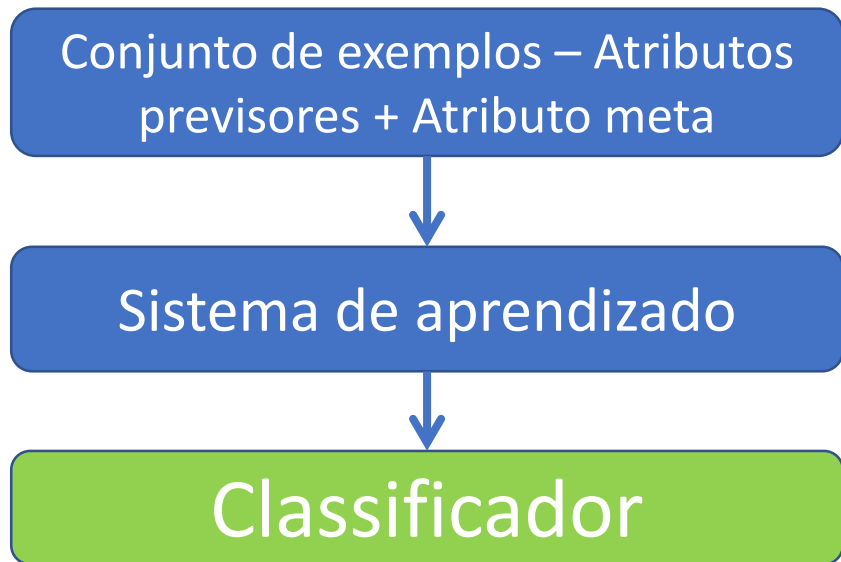 Conjunto de exemplos – Atributos
previsores + Atributo meta
Sistema de aprendizado
Classificador